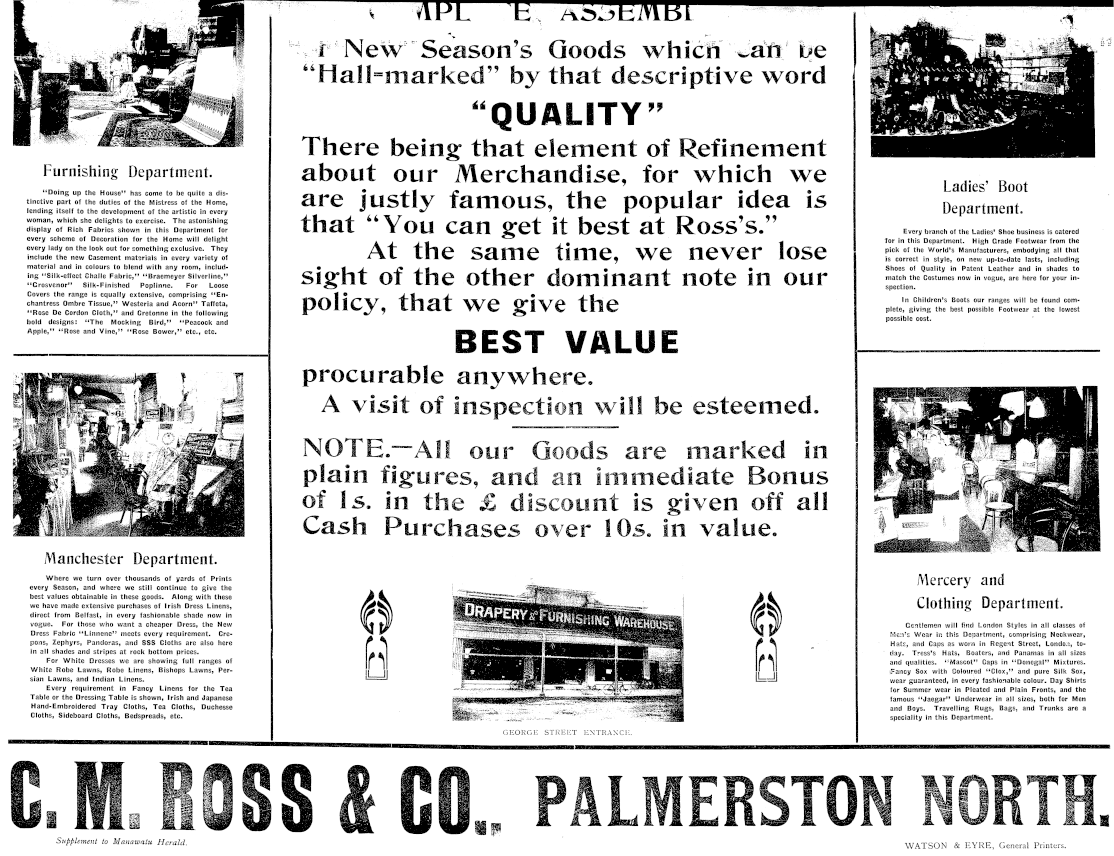 New Season's Goods which can be
"Hall=marked" by that descriptive word
"QUALITY"
There being that element of Refinement
about our Merchandise, for which we
are justly famous, the popular idea is
that "You can get it best at Ross's."
At the same time, we never lose
sight of the other dominant note in our
policy, that we give the
BEST VALUE
procurable anywhere.
A visit of inspection will be esteemed.
NOTE.—All our Goods are marked in
plain figures, and an immediate Bonus
of 1s. in the £ discount is given off all
Cash Purchases over 10s. in value.
DRAPERY & FURNISHING WAREHOUSE
GEORGE STREET ENTRANCE.
Furnishing Department.
"Doing up the House" has come to be quite a dis-
tinctive part of the duties of the Mistress of the Home,
lending itself to the development of the artistic in every
woman, which she delights to exercise. The astonishing
display of Rich Fabrics shown in this Department for
every scheme of Decoration for the Home will delight
every lady on the look out for something exclusive. They
include the new Casement materials in every variety of
material and in colours to blend with any room, includ-
ing "Silk-effect Challe Fabric," "Braemeyer Silverline,"
"Grosvenor" Silk-Finished Poplinne. For Loose
Covers the range is equally extensive, comprising "En-
chantress Ombre Tissue," Westeria and Acorn" Taffeta,
"Rose De Cordon Cloth," and Cretonne in the following
bold designs: "The Mocking Bird," "Peacock and
Apple," "Rose and Vine," "Rose Bower," etc., etc.
Manchester Department.
Where we turn over thousands of yards of Prints
every Season, and where we still continue to give the
best values obtainable in these goods. Along with these
we have made extensive purchases of Irish Dress Linens,
direct from Belfast, in every fashionable shade now in
vogue. For those who want a cheaper Dress, the New
Dress Fabric "Linnene" meets every requirement. Cre-
pons, Zephyrs, Pandoras, and SSS Cloths are also here
in all shades and stripes at rock bottom prices.
For White Dresses we are showing full ranges of
White Robe Lawns, Robe Linens, Bishops Lawns, Per-
sian Lawns, and Indian Linens.
Every requirement in Fancy Linens for the Tea
Table or the Dressing Table is shown, Irish and Japanese
Hand-Embroidered Tray Cloths, Tea Cloths, Duchesse
Cloths, Sideboard Cloths, Bedspreads, etc.
Ladies' Boot
Department.
Every branch of the Ladies' Shoe business is catered
for in this Department. High Grade Footwear from the
pick of the World's Manufacturers, embodying all that
is correct in style, on new up-to-date lasts, including
Shoes of Quality in Patent Leather and in shades to
match the Costumes now in vogue, are here for your in-
spection.
In Children's Boots our ranges will be found com-
plete, giving the best possible Footwear at the lowest
possible cost.
Mercery and
Clothing Department.
Gentlemen will find London Styles in all classes of
Men's Wear in this Department, comprising Neckwear,
Hats, and Caps as worn in Regent Street, London, to-
day. Tress's Hats, Boaters, and Panamas in all sizes
and qualities. "Mascot" Caps in "Donegal" Mixtures.
Fancy Sox with Coloured "Clox," and pure Silk Sox,
wear guaranteed, in every fashionable colour. Day Shirts
for Summer wear in Pleated and Plain Fronts, and the
famous "Jaegar" Underwear in all sizes, both for Men
and Boys. Travelling Rugs, Bags, and Trunks are a
speciality in this Department.
C. M. ROSS & CO., PALMERSTON NORTH.
Supplement to Manawatu Herald.
WATSON & EYRE, General Printers.